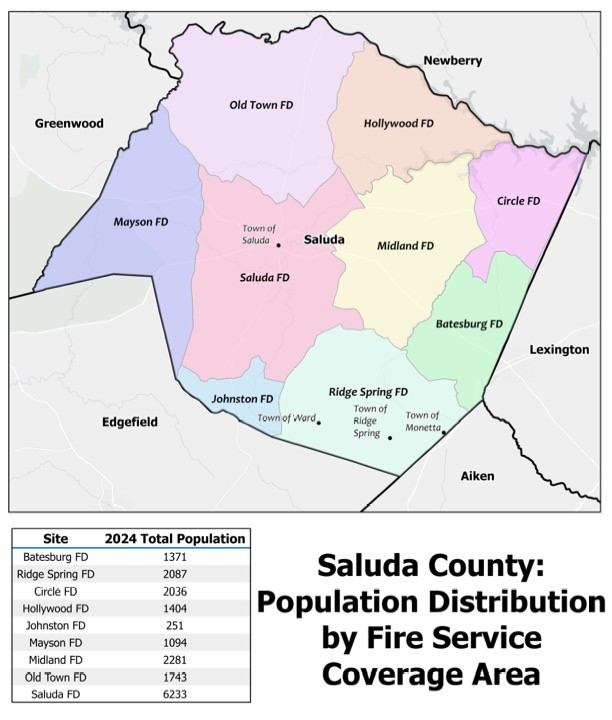 Newberry
Old Town FD
Greenwood
Hollywood FD
Circle FD
Mayson FD
Town of
Saluda
Saluda
Midland FD
Saluda FD
Batesburg FD
Lexington
Ridge Spring FD
Johnston FD
Town of Ward
Town of
Ridge
Spring
Town of
Monetta
Edgefield
Aiken
Site 2024 Total Population
Batesburg FD 1371
Ridge Spring FD 2087
Circle FD 2036
Hollywood FD 1404
Johnston FD 251
Mayson FD 1094
Midland FD 2281
Old Town FD 1743
Saluda FD 6233
Saluda County:
Population Distribution
by Fire Service
Coverage Area